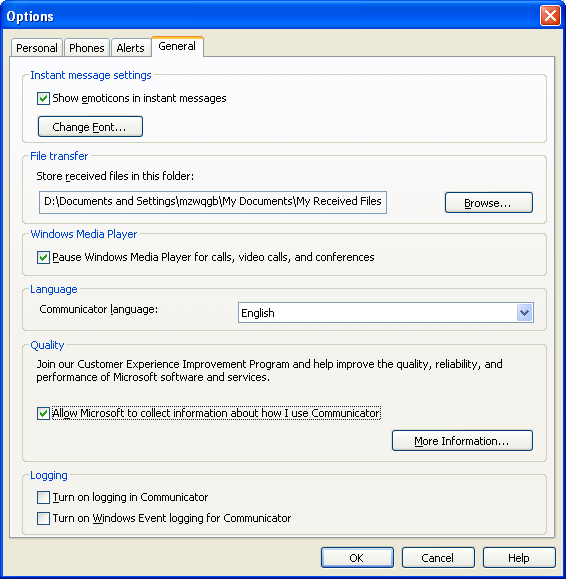 Options
Personal Phones Alerts General
Instant message settings
Show emoticons in instant messages
Change Font...
File transfer
Store received files in this folder:
D:\Documents and Settings\mzwqgb\My Documents\My Received Files
Browse...
Windows Media Player
Pause Windows Media Player for calls, video calls, and conferences
Language
Communicator language:
English
Quality
Join our Customer Experience Improvement Program and help improve the quality, reliability, and
performance of Microsoft software and services.
Allow Microsoft to collect information about how I use Communicator
More Information...
Logging
Turn on logging in Communicator
Turn on Windows Event logging for Communicator
OK Cancel Help